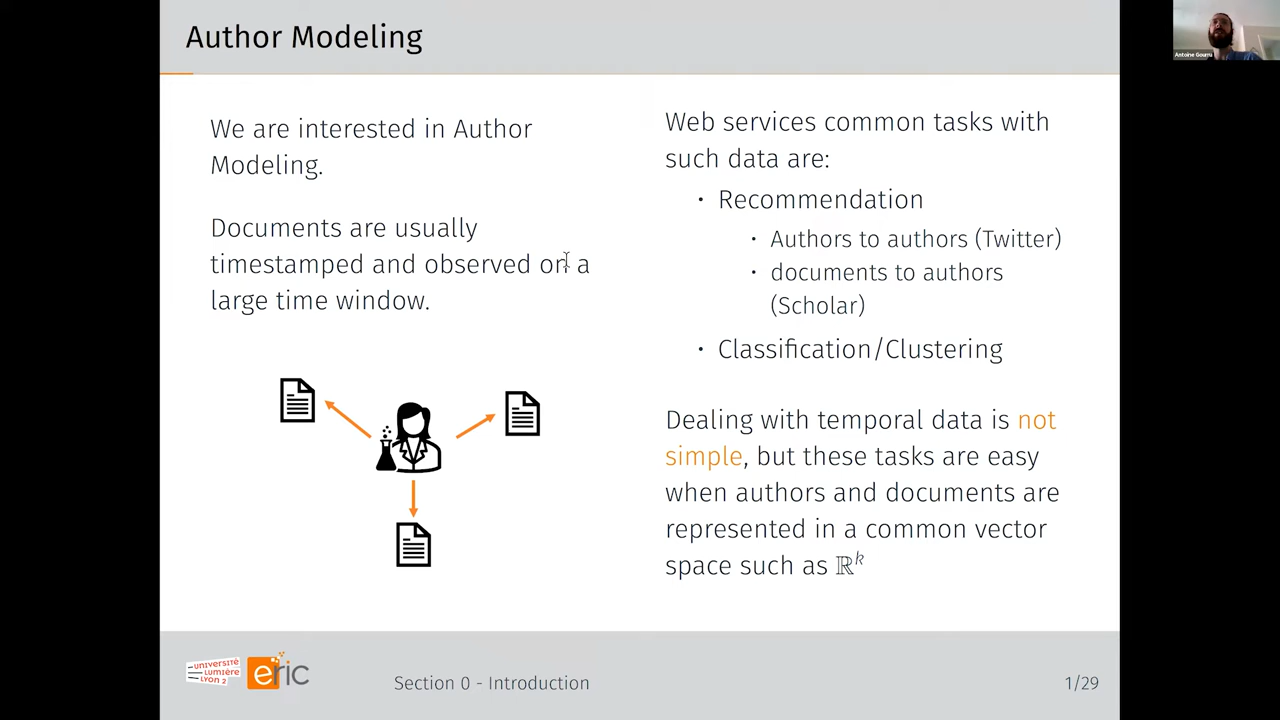 Author Modeling
Antoine Gourru
We are interested in Author
Modeling.
Documents are usually
timestamped and observed on a
large time window.
Web services common tasks with
such data are:
• Recommendation
• Authors to authors (Twitter)
• documents to authors
(Scholar)
• Classification/Clustering
Dealing with temporal data is not
simple, but these tasks are easy
when authors and documents are
represented in a common vector
space such as ℝᵏ
UNIVERSITÉ
LUMIÈRE
LYON 2
eric
Section 0 - Introduction
1/29